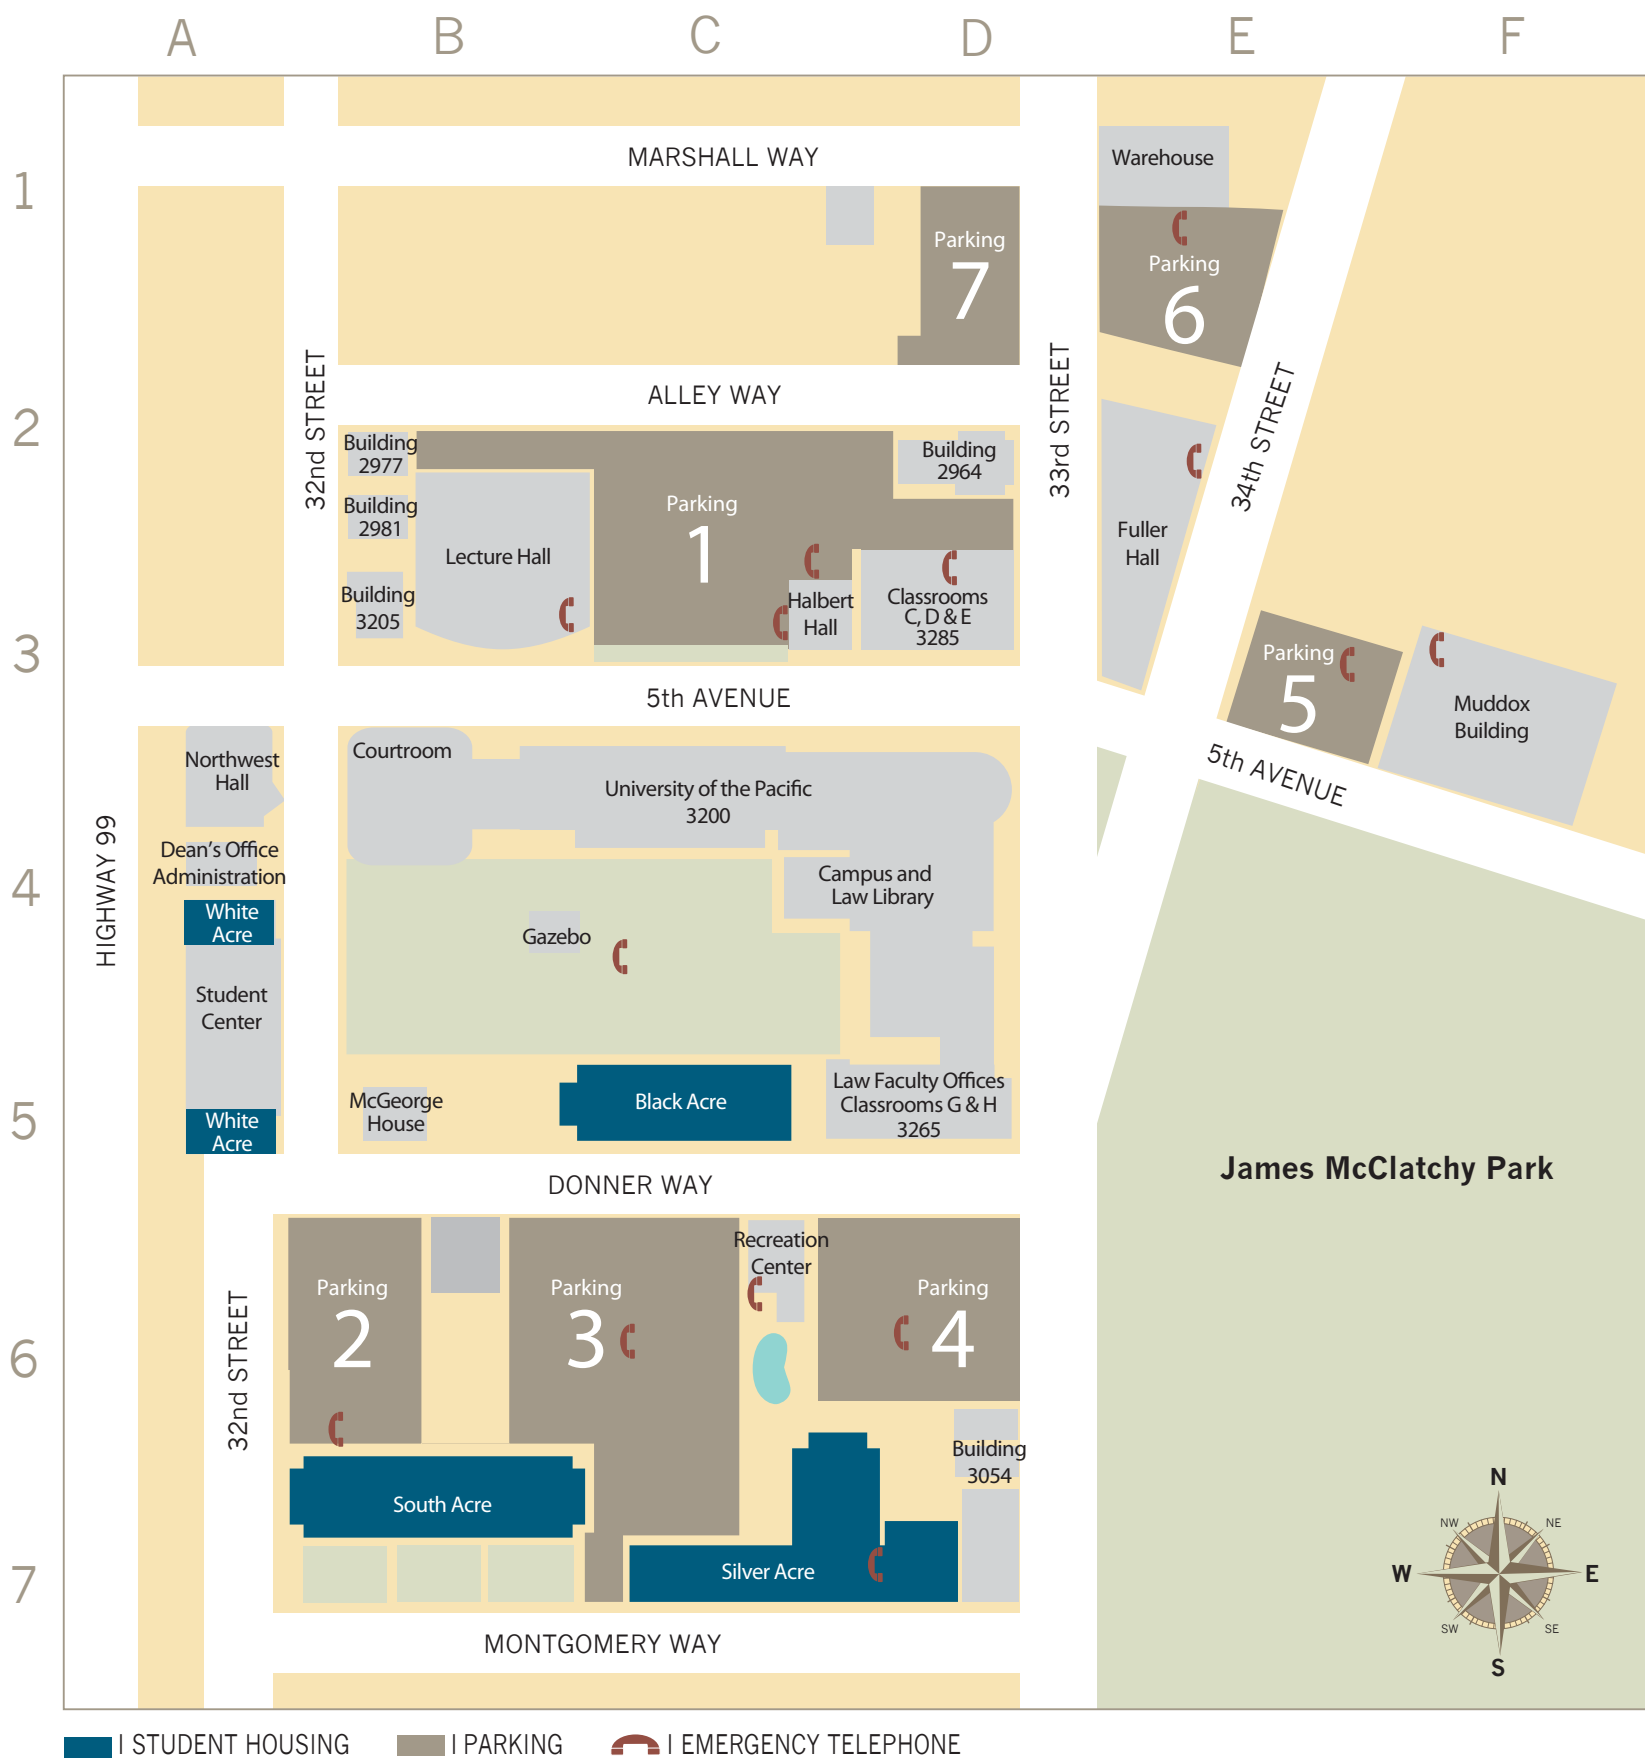 A B C D E F
1
2
3
4
5
6
7
MARSHALL WAY
Warehouse
Parking
7
Parking
6
32nd STREET
ALLEY WAY
33rd STREET
34th STREET
Building
2977
Building
2981
Building
3205
Lecture Hall
Parking
1
Building
2964
Halbert
Hall
Classrooms
C, D & E
3285
Fuller
Hall
Parking
5
Muddox
Building
5th AVENUE
5th AVENUE
HIGHWAY 99
Northwest
Hall
Dean's Office
Administration
White
Acre
Student
Center
White
Acre
Courtroom
University of the Pacific
3200
Campus and
Law Library
Gazebo
McGeorge
House
Black Acre
Law Faculty Offices
Classrooms G & H
3265
James McClatchy Park
DONNER WAY
32nd STREET
Parking
2
Parking
3
Recreation
Center
Parking
4
Building
3054
South Acre
Silver Acre
MONTGOMERY WAY
N
NW NE
W E
SW SE
S
I STUDENT HOUSING I PARKING I EMERGENCY TELEPHONE